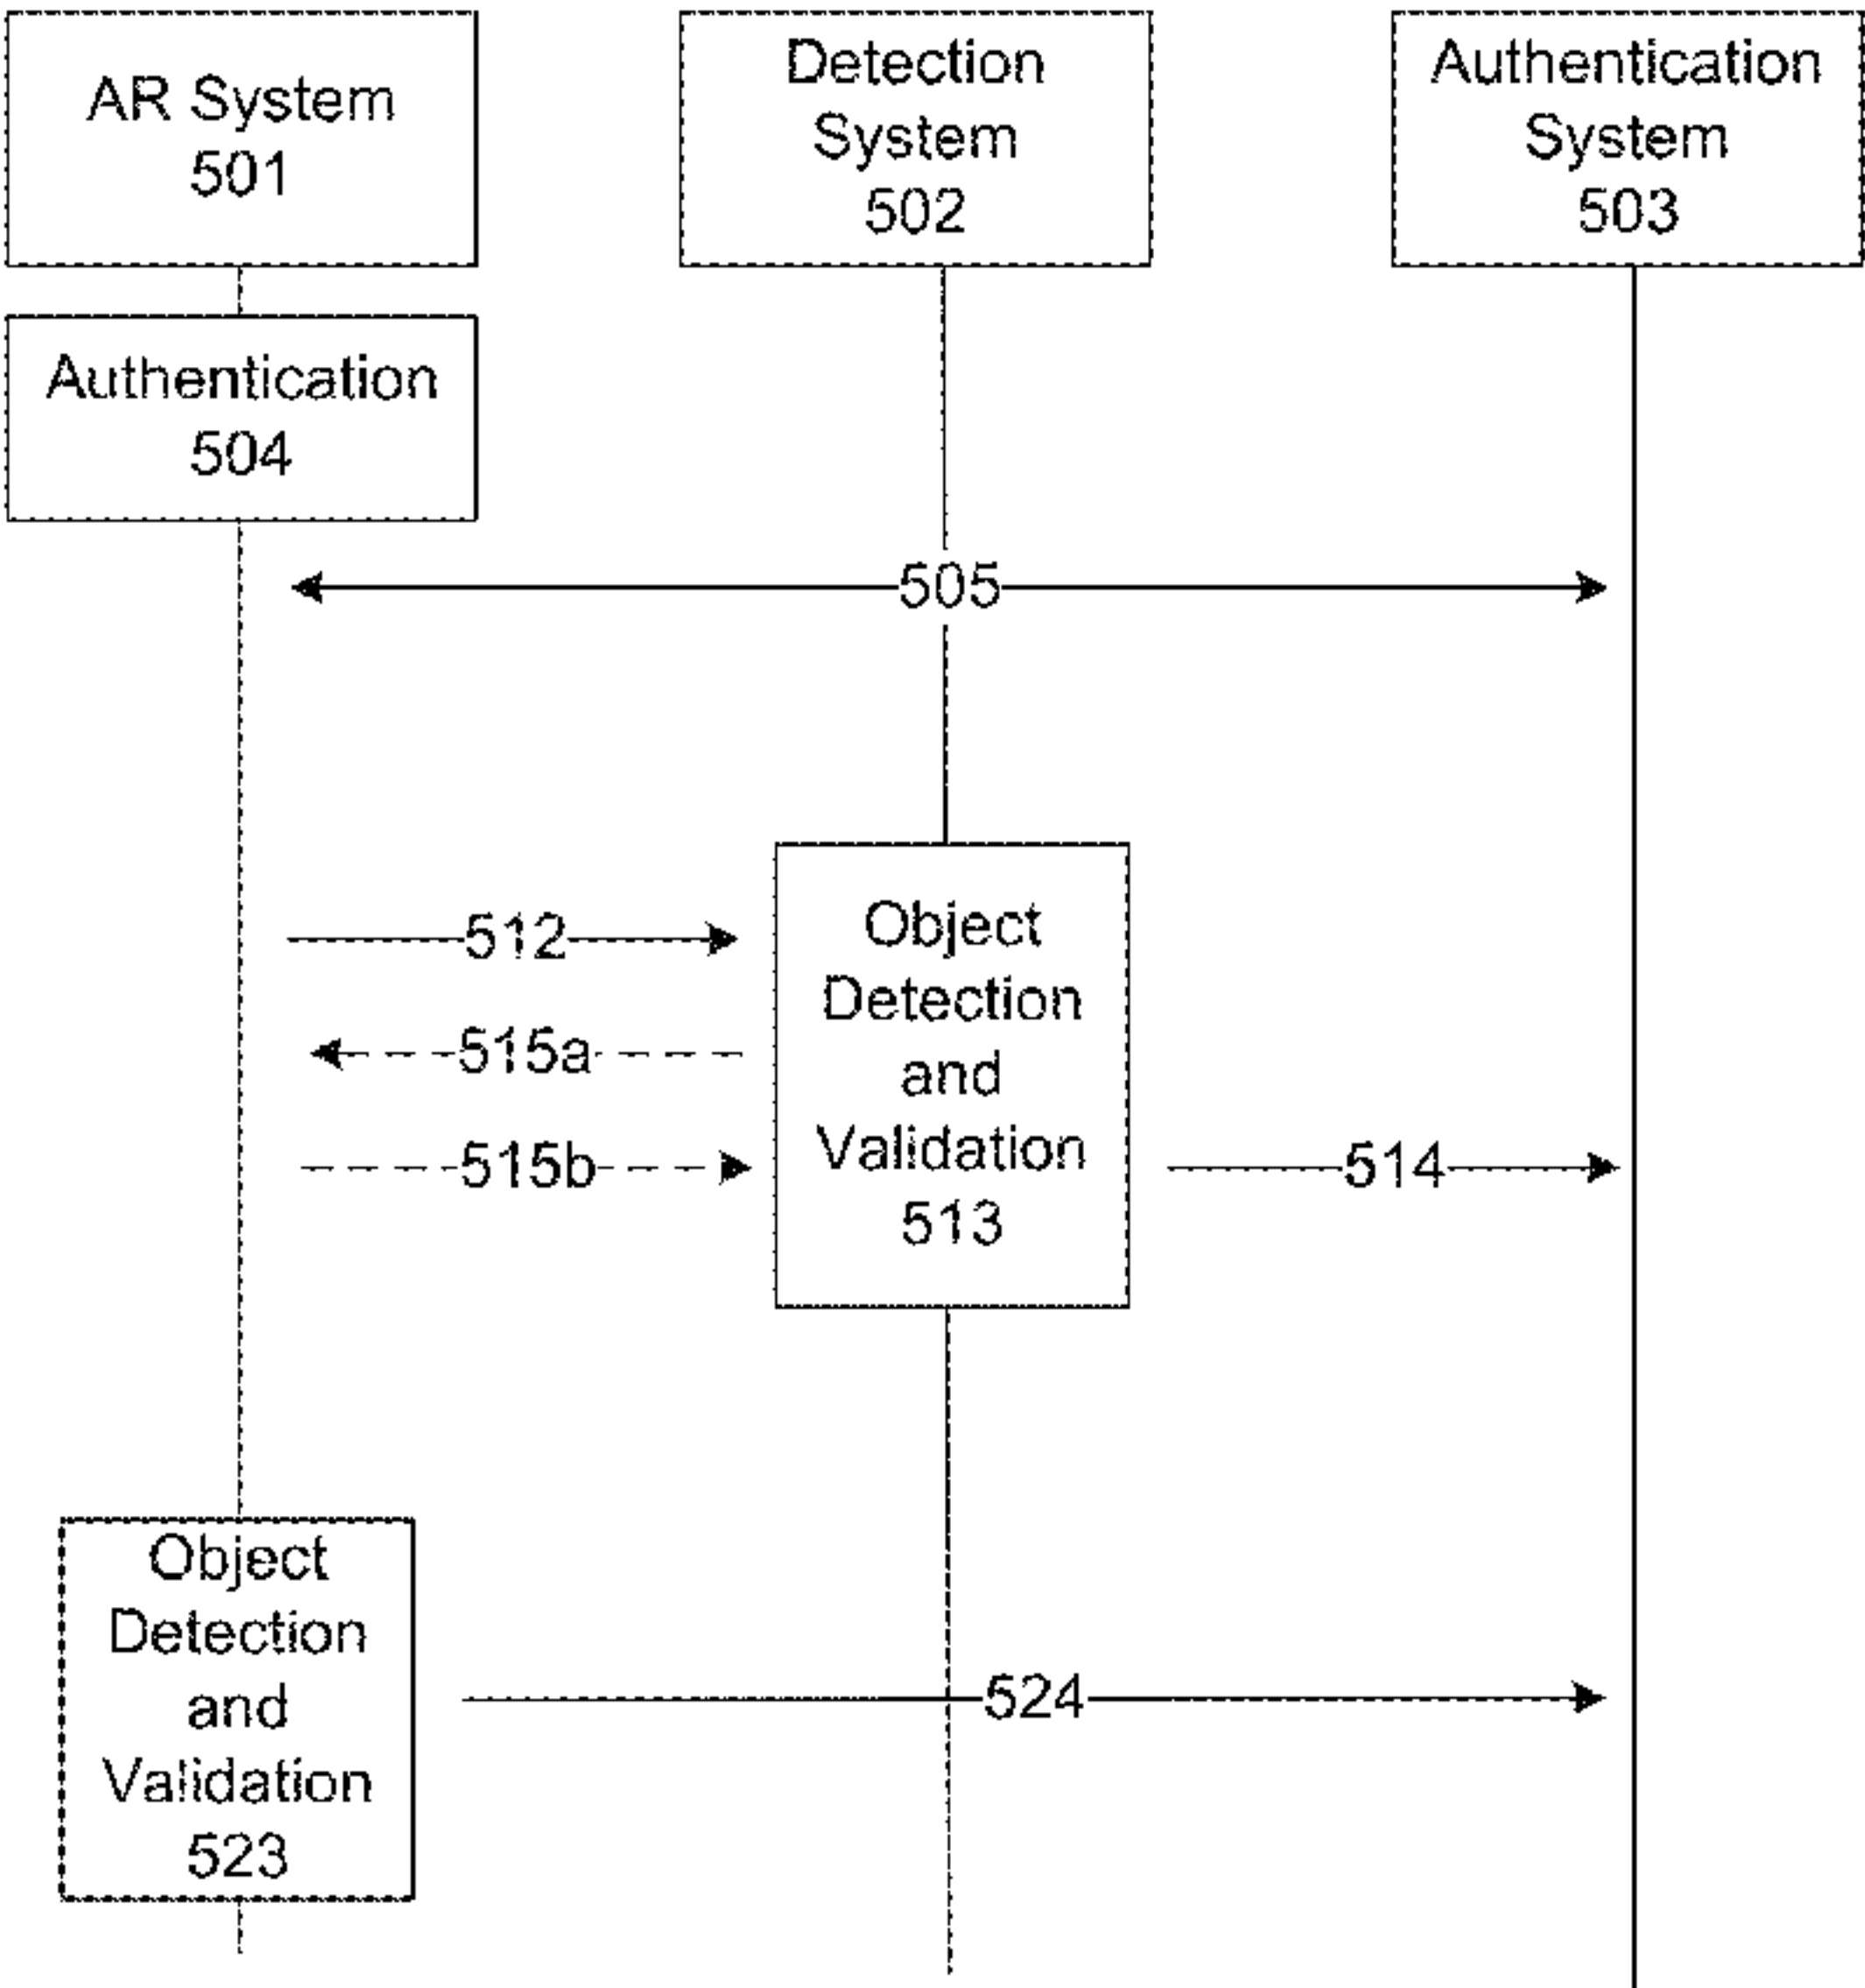 AR System
501
Detection
System
502
Authentication
System
503
Authentication
504
505
512
515a
515b
Object
Detection
and
Validation
513
514
Object
Detection
and
Validation
523
524